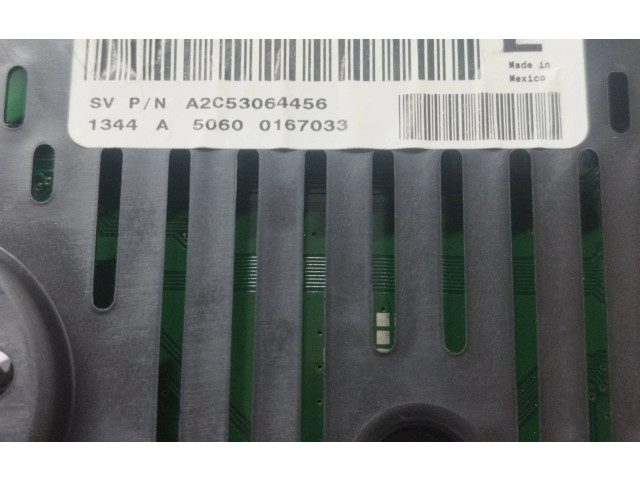 Made in
Mexico
SV P/N A2C53064456
1344 A 5060 0167033